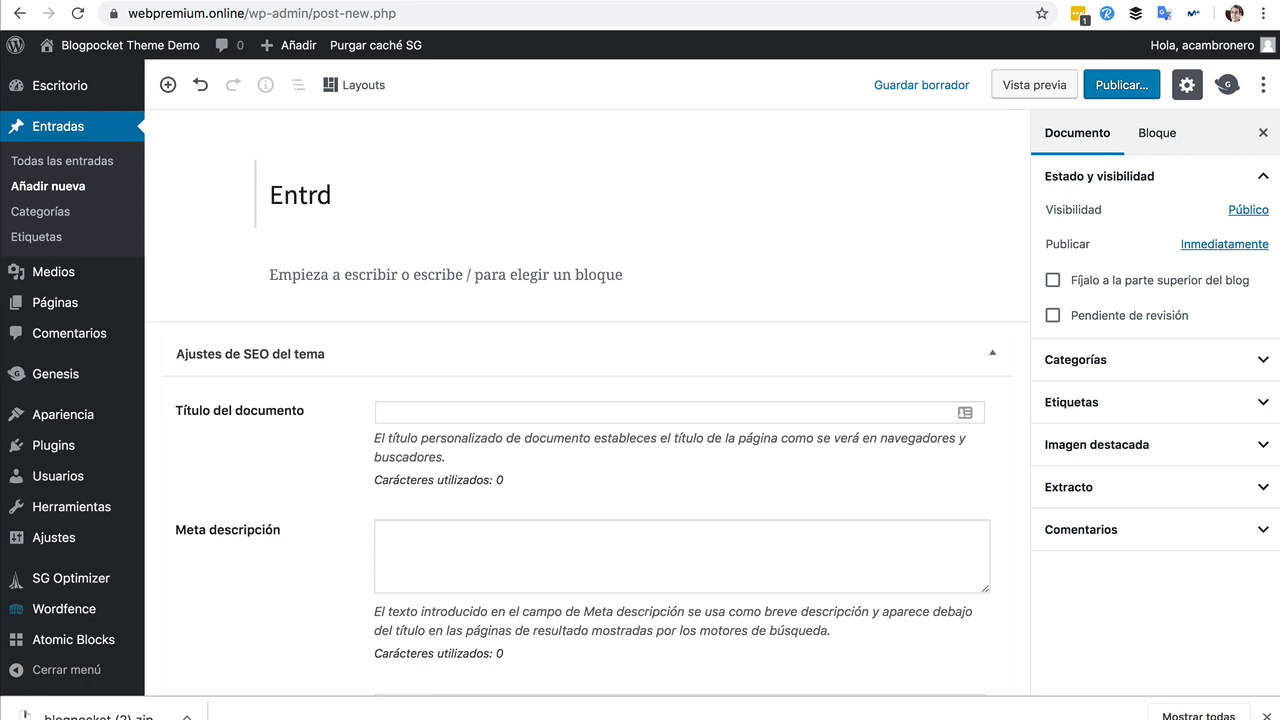 webpremium.online/wp-admin/post-new.php
1
Blogpocket Theme Demo
0
Añadir
Purgar caché SG
Hola, acambronero
Escritorio
Entradas
Todas las entradas
Añadir nueva
Categorías
Etiquetas
Medios
Páginas
Comentarios
Genesis
Apariencia
Plugins
Usuarios
Herramientas
Ajustes
SG Optimizer
Wordfence
Atomic Blocks
Cerrar menú
Layouts
Guardar borrador
Vista previa
Publicar...
G
Entrd
Empieza a escribir o escribe / para elegir un bloque
Ajustes de SEO del tema
Título del documento
El título personalizado de documento estableces el título de la página como se verá en navegadores y
buscadores.
Carácteres utilizados: 0
Meta descripción
El texto introducido en el campo de Meta descripción se usa como breve descripción y aparece debajo
del título en las páginas de resultado mostradas por los motores de búsqueda.
Carácteres utilizados: 0
Documento
Bloque
Estado y visibilidad
Visibilidad
Público
Publicar
Inmediatamente
Fíjalo a la parte superior del blog
Pendiente de revisión
Categorías
Etiquetas
Imagen destacada
Extracto
Comentarios
blogpocket (2).zip
Mostrar todas